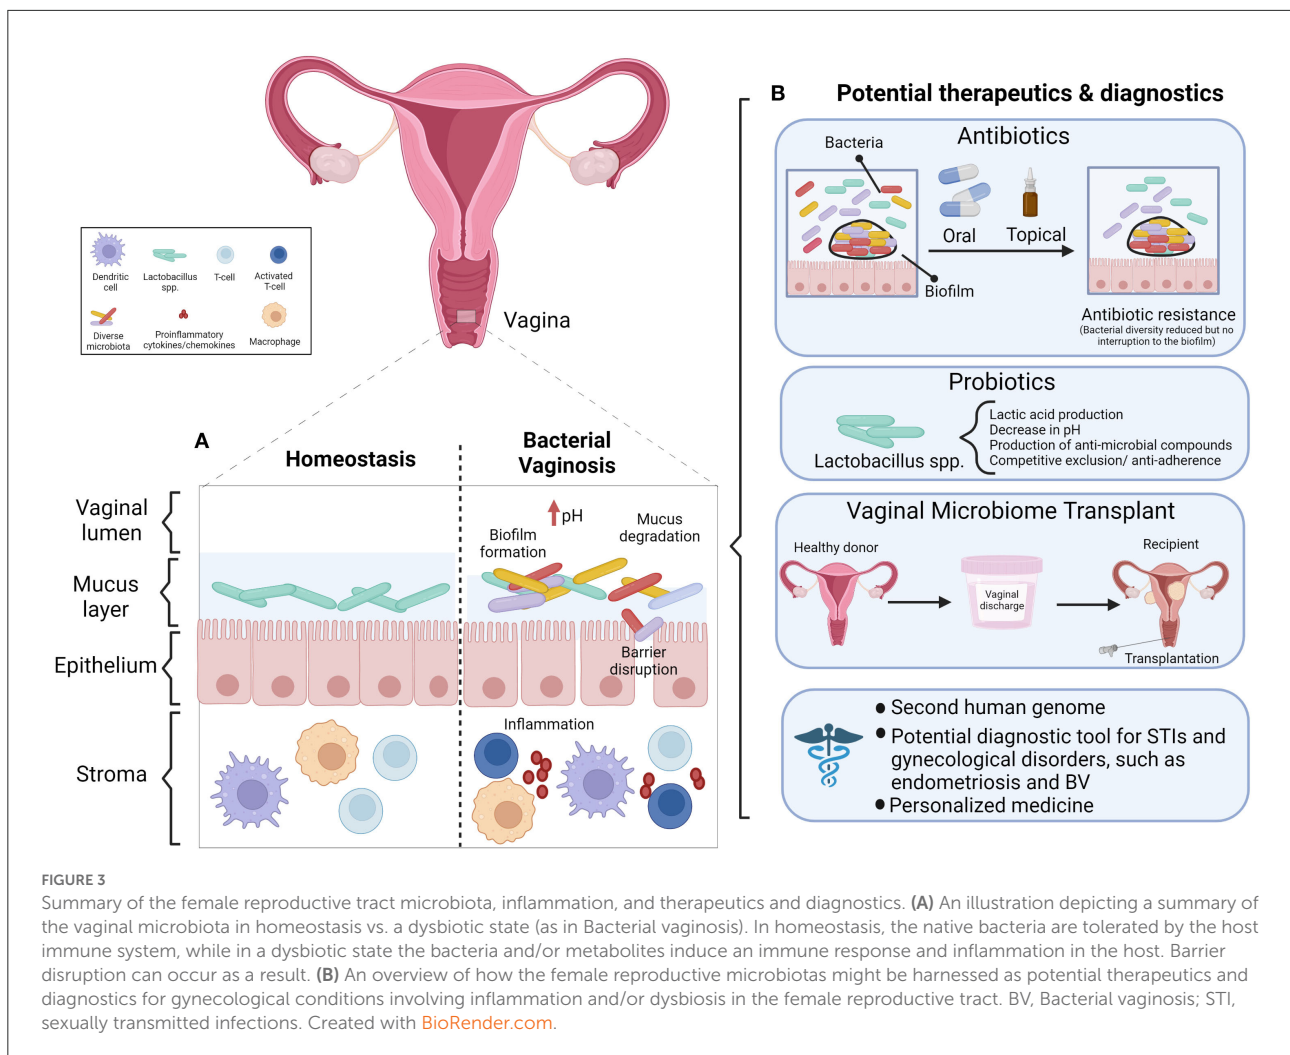 Vagina
Dendritic
cell
Lactobacillus
spp.
T-cell
Activated
T-cell
Diverse
microbiota
Proinflammatory
cytokines/chemokines
Macrophage
A
Homeostasis
Bacterial
Vaginosis
Vaginal
lumen
Mucus
layer
Epithelium
Stroma
pH
Biofilm
formation
Mucus
degradation
Barrier
disruption
Inflammation
B
Potential therapeutics & diagnostics
Antibiotics
Bacteria
Oral
Topical
Biofilm
Antibiotic resistance
(Bacterial diversity reduced but no
interruption to the biofilm)
Probiotics
Lactobacillus spp.
Lactic acid production
Decrease in pH
Production of anti-microbial compounds
Competitive exclusion/ anti-adherence
Vaginal Microbiome Transplant
Healthy donor
Vaginal
discharge
Recipient
Transplantation
● Second human genome
● Potential diagnostic tool for STIs and
gynecological disorders, such as
endometriosis and BV
● Personalized medicine
FIGURE 3
Summary of the female reproductive tract microbiota, inflammation, and therapeutics and diagnostics. (A) An illustration depicting a summary of
the vaginal microbiota in homeostasis vs. a dysbiotic state (as in Bacterial vaginosis). In homeostasis, the native bacteria are tolerated by the host
immune system, while in a dysbiotic state the bacteria and/or metabolites induce an immune response and inflammation in the host. Barrier
disruption can occur as a result. (B) An overview of how the female reproductive microbiotas might be harnessed as potential therapeutics and
diagnostics for gynecological conditions involving inflammation and/or dysbiosis in the female reproductive tract. BV, Bacterial vaginosis; STI,
sexually transmitted infections. Created with BioRender.com.